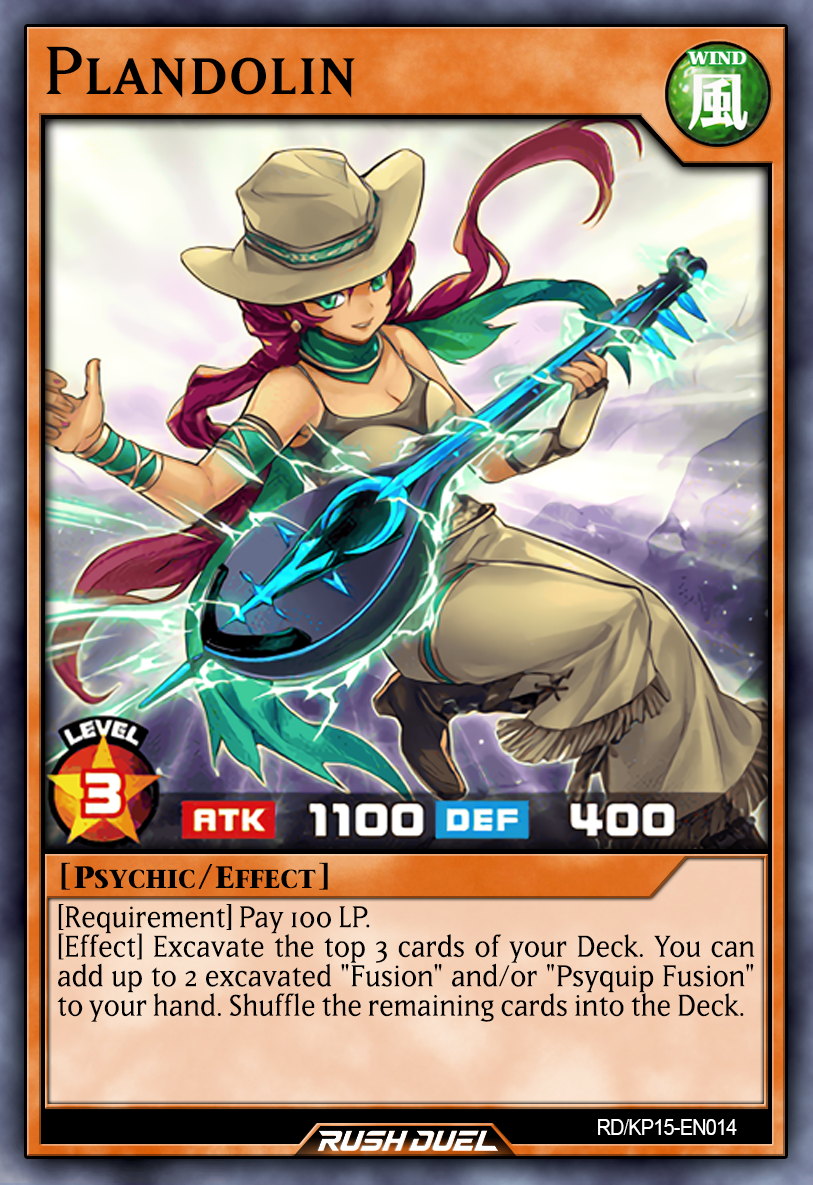 PLANDOLIN
WIND
風
LEVEL
3
ATK 1100 DEF 400
[PSYCHIC/EFFECT]
[Requirement] Pay 100 LP.
[Effect] Excavate the top 3 cards of your Deck. You can
add up to 2 excavated "Fusion" and/or "Psyquip Fusion"
to your hand. Shuffle the remaining cards into the Deck.
RUSH DUEL
RD/KP15-EN014